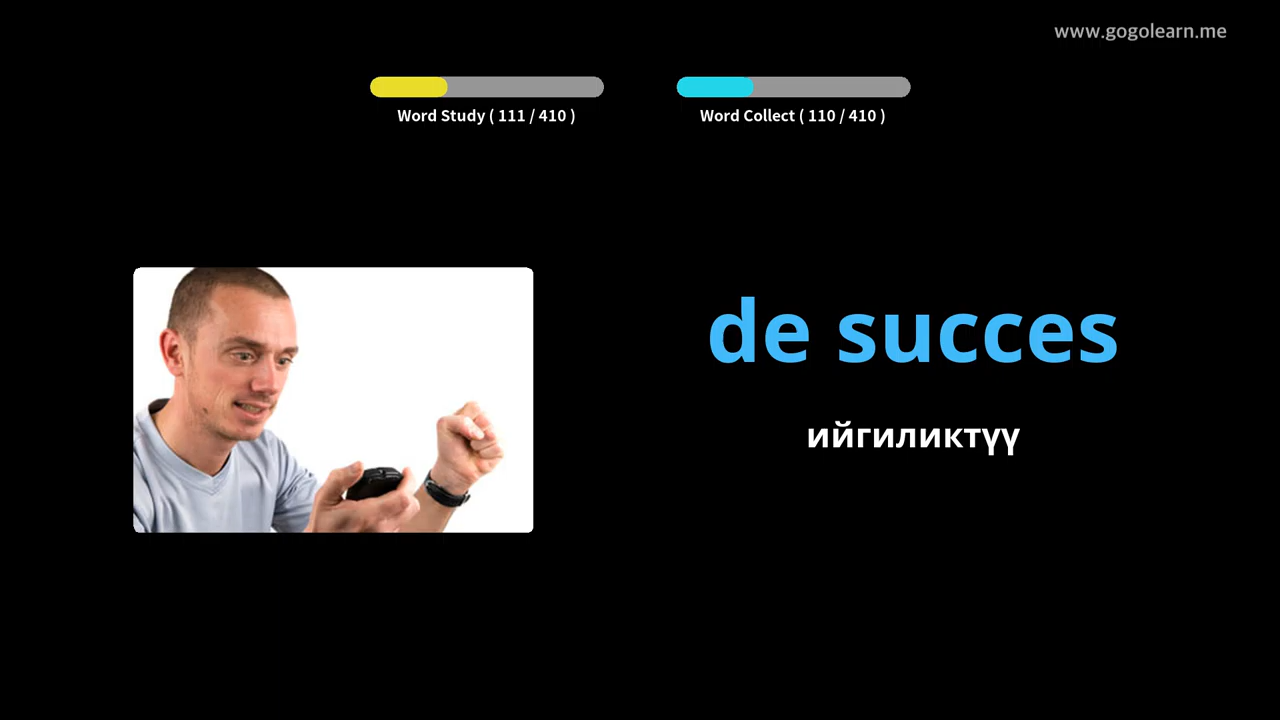 www.gogolearn.me
Word Study ( 111 / 410 )
Word Collect ( 110 / 410 )
de succes
ийгиликтүү